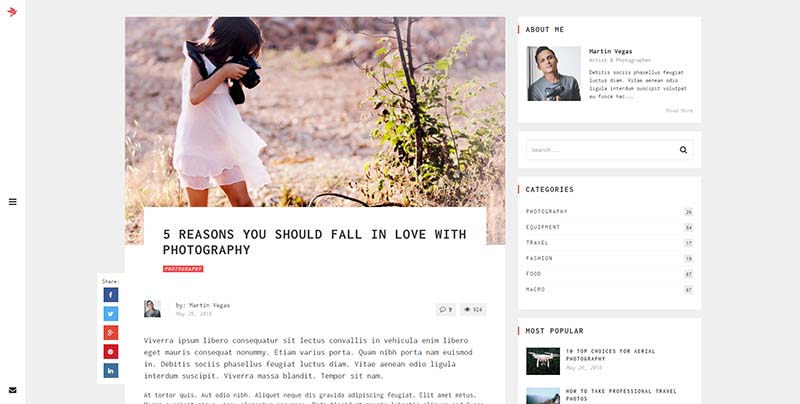 5 REASONS YOU SHOULD FALL IN LOVE WITH
PHOTOGRAPHY
PHOTOGRAPHY
Share:
by: Martin Vegas
May 28, 2018
9
924
Viverra ipsum libero consequatur sit lectus convallis in vehicula enim libero
eget mauris consequat nonummy. Etiam varius porta. Quam nibh porta nam euismod
in. Debitis sociis phasellus feugiat luctus diam. Vitae aenean odio ligula
interdum suscipit. Viverra massa blandit. Tempor sit nam.
At tortor quis. Aut odio nibh. Aliquet neque dis gravida adipiscing feugiat. Elit amet metus.
ABOUT ME
Martin Vegas
Artist & Photographer
Debitis sociis phasellus feugiat
luctus diam. Vitae aenean odio
ligula interdum suscipit volutpat
eu fusce hac...
Read More
Search...
CATEGORIES
PHOTOGRAPHY 26
EQUIPMENT 54
TRAVEL 17
FASHION 19
FOOD 67
MACRO 67
MOST POPULAR
10 TOP CHOICES FOR AERIAL
PHOTOGRAPHY
May 28, 2018
HOW TO TAKE PROFESSIONAL TRAVEL
PHOTOS